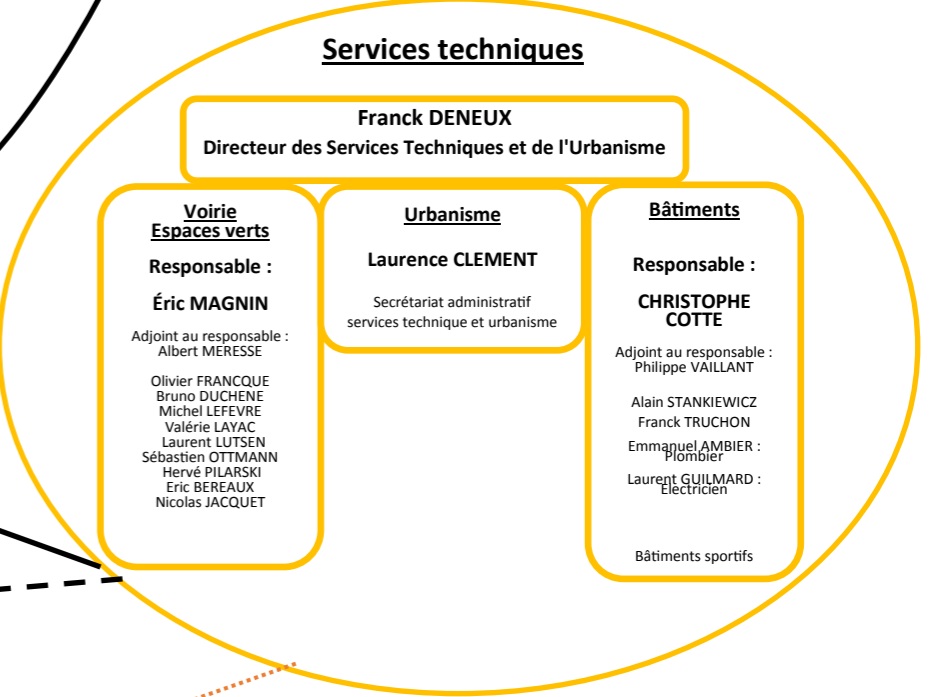 Services techniques
Franck DENEUX
Directeur des Services Techniques et de l'Urbanisme
Voirie
Espaces verts
Responsable :
Éric MAGNIN
Adjoint au responsable :
Albert MERESSE
Olivier FRANCQUE
Bruno DUCHENE
Michel LEFEVRE
Valérie LAYAC
Laurent LUTSEN
Sébastien OTTMANN
Hervé PILARSKI
Eric BEREAUX
Nicolas JACQUET
Urbanisme
Laurence CLEMENT
Secrétariat administratif
services technique et urbanisme
Bâtiments
Responsable :
CHRISTOPHE
COTTE
Adjoint au responsable :
Philippe VAILLANT
Alain STANKIEWICZ
Franck TRUCHON
Emmanuel AMBIER :
Plombier
Laurent GUILMARD :
Electricien
Bâtiments sportifs